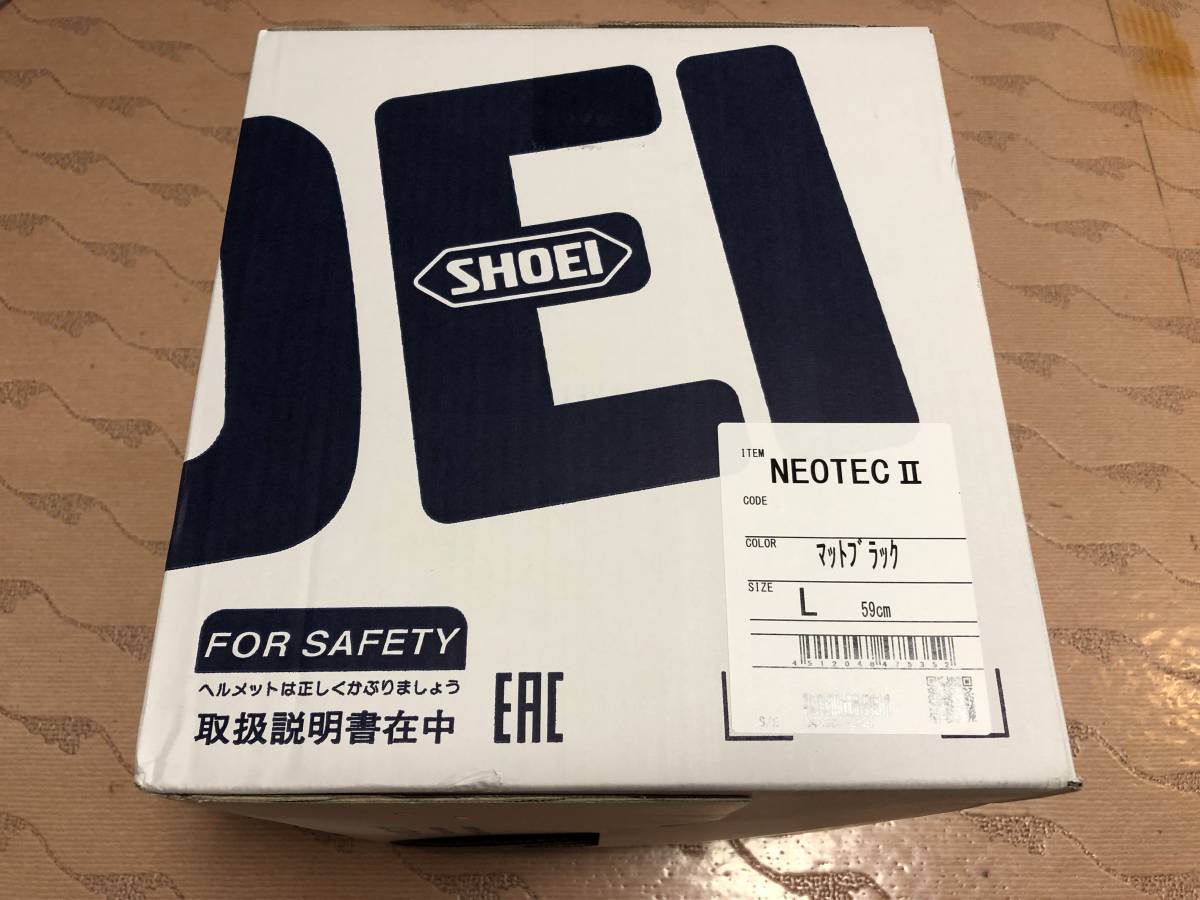 OEI
SHOEI
ITEM NEOTEC II
CODE
COLOR ﾏｯﾄﾌﾞﾗｯｸ
SIZE L 59cm
4512048475352
S/#
FOR SAFETY
ヘルメットは正しくかぶりましょう
取扱説明書在中
EAC